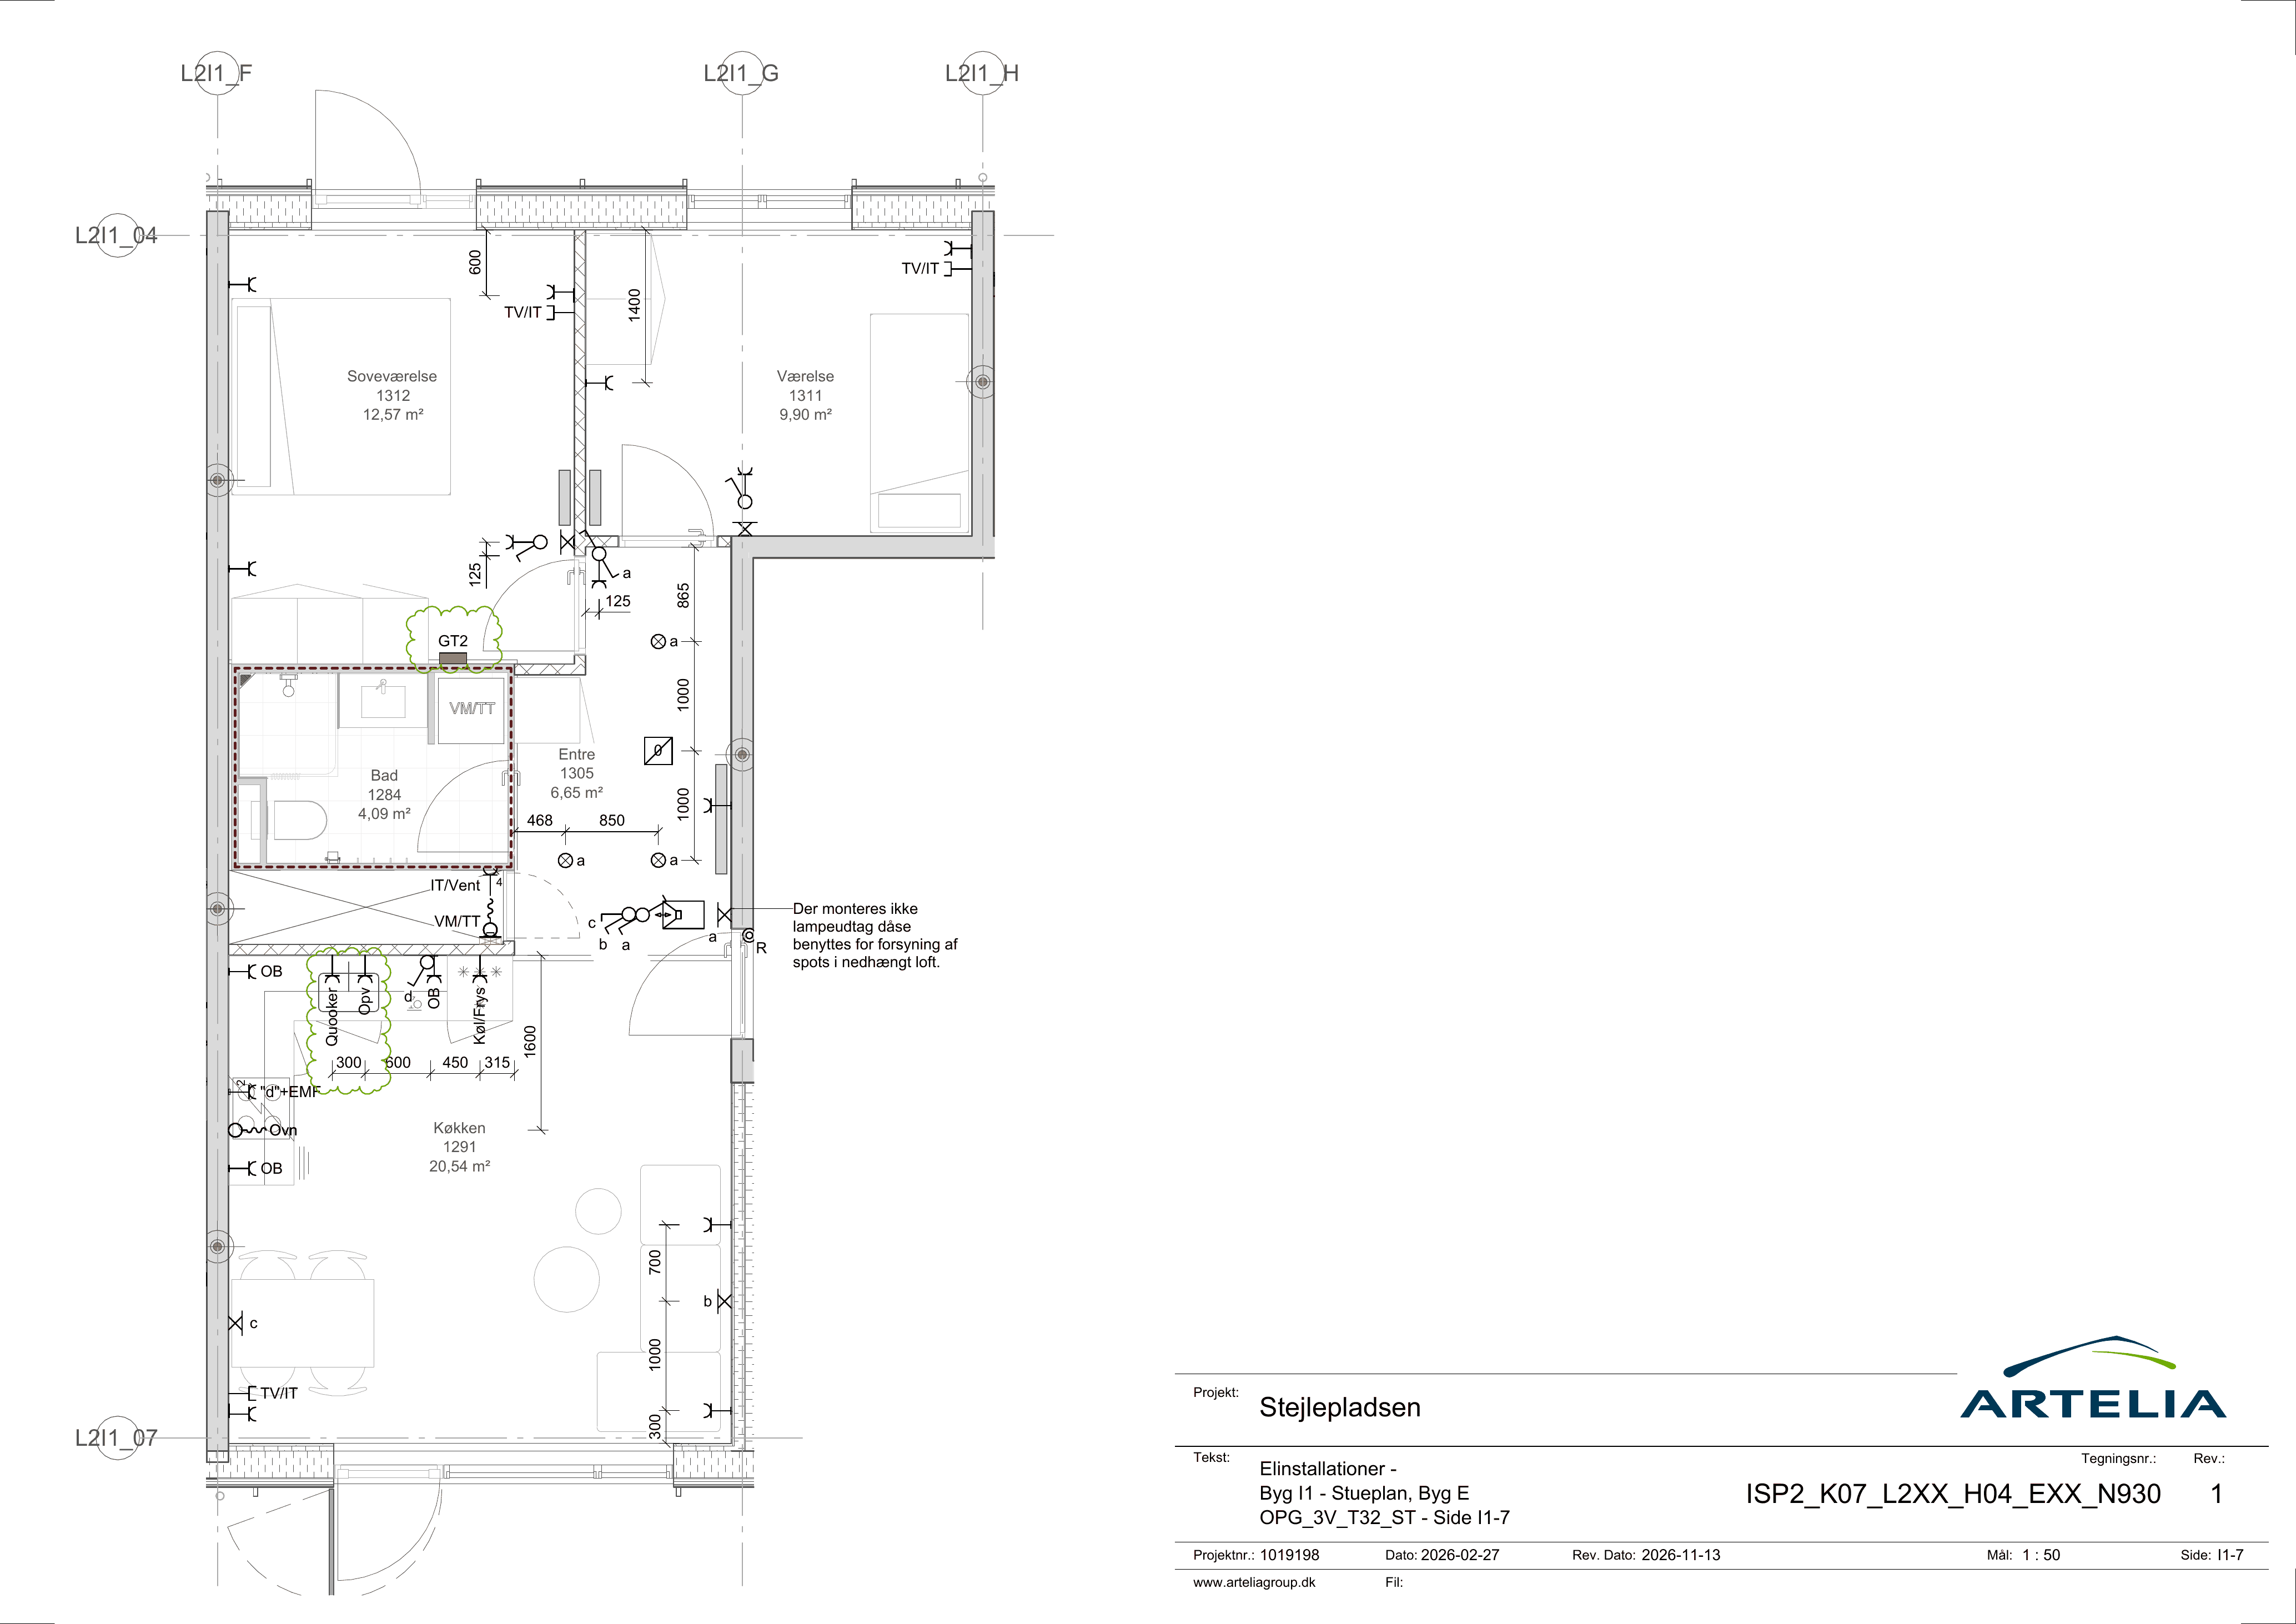 L2I1_F
L2I1_G
L2I1_H
L2I1_04
600
TV/IT
1400
TV/IT
Soveværelse
1312
12,57 m²
Værelse
1311
9,90 m²
125
a
125
865
GT2
a
1000
VM/TT
0
Entre
1305
6,65 m²
Bad
1284
4,09 m²
1000
468
850
a
a
IT/Vent
4
VM/TT
c
b
a
a
R
Der monteres ikke
lampeudtag dåse
benyttes for forsyning af
spots i nedhængt loft.
OB
Quooker
Opv
d
OB
Køl/Frys
1600
300
600
450
315
2
"d"+EMF
Ovn
OB
Køkken
1291
20,54 m²
700
b
c
1000
TV/IT
300
L2I1_07
Projekt:
Stejlepladsen
ARTELIA
Tekst:
Elinstallationer -
Byg I1 - Stueplan, Byg E
OPG_3V_T32_ST - Side I1-7
Tegningsnr.:
Rev.:
ISP2_K07_L2XX_H04_EXX_N930
1
Projektnr.: 1019198
Dato: 2026-02-27
Rev. Dato: 2026-11-13
Mål: 1 : 50
Side: I1-7
www.arteliagroup.dk
Fil: